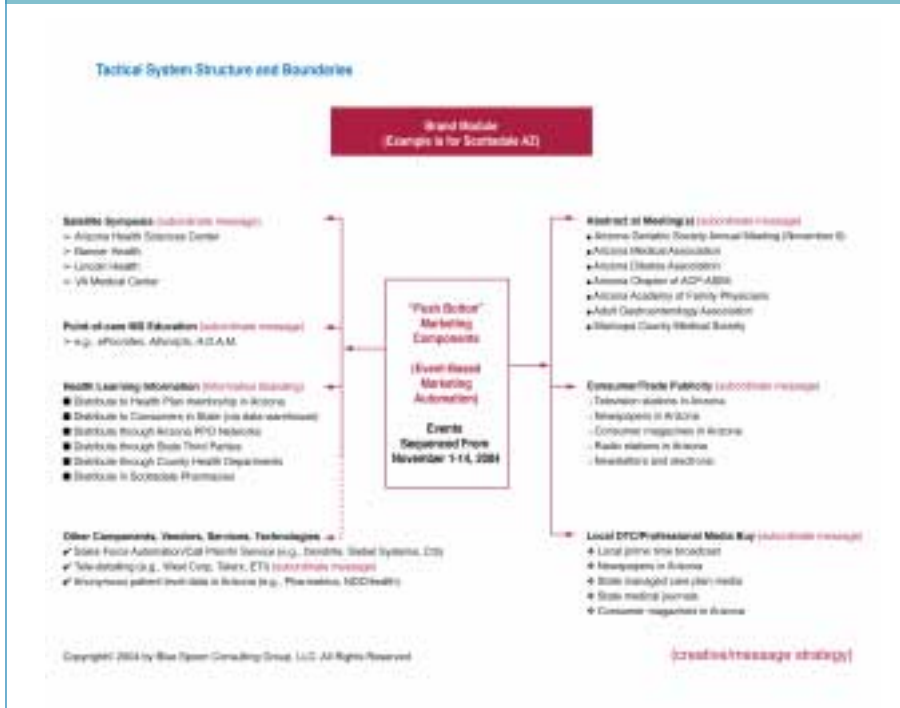 Tactical System Structure and Boundaries
Brand Module
(Example is for Scottsdale AZ)
Satellite Symposia (subordinate message)
➢ Arizona Health Sciences Center
➢ Banner Health
➢ Lincoln Health
➢ VA Medical Center
Point-of-care MD Education (subordinate message)
➢ e.g., ePocrates, Allscripts, A.D.A.M.
Health Learning Information (Informative Branding)
■ Distribute to Health Plan membership in Arizona
■ Distribute to Consumers in State (via data warehouse)
■ Distribute through Arizona PPO Networks
■ Distribute through State Third Parties
■ Distribute through County Health Departments
■ Distribute in Scottsdale Pharmacies
Other Components, Vendors, Services, Technologies
✔ Sales Force Automation/Call Service (e.g., Dendrite, Siebel Systems,
✔ Tele-detailing (e.g., West Corp, ETI) (subordinate message)
✔ Anonymous patient level data in Arizona (e.g., NDCHealth)
"Push Button"
Marketing
Components
(Event-Based
Marketing
Automation)
Events
Sequenced From
November 1-14, 2004
Abstract at Meeting(s) (subordinate message)
▸Arizona Geriatric Society Annual Meeting (November 6)
▸Arizona Medical Association
▸Arizona Association
▸Arizona Chapter of ACP-ASIM
▸Arizona Academy of Family Physicians
▸Adult Gastroenterology Association
▸Maricopa County Medical Society
Consumer/Trade Publicity (subordinate message)
- Television stations in Arizona
- Newspapers in Arizona
- Consumer magazines in Arizona
- Radio stations in Arizona
- Newsletters and electronic
Local DTC/Professional Media Buy (subordinate message)
❖ Local prime time broadcast
❖ Newspapers in Arizona
❖ State managed care plan media
❖ State medical journals
❖ Consumer magazines in Arizona
Copyright© 2004 by Blue Spoon Consulting Group, LLC. All Rights Reserved
(creative/message strategy)